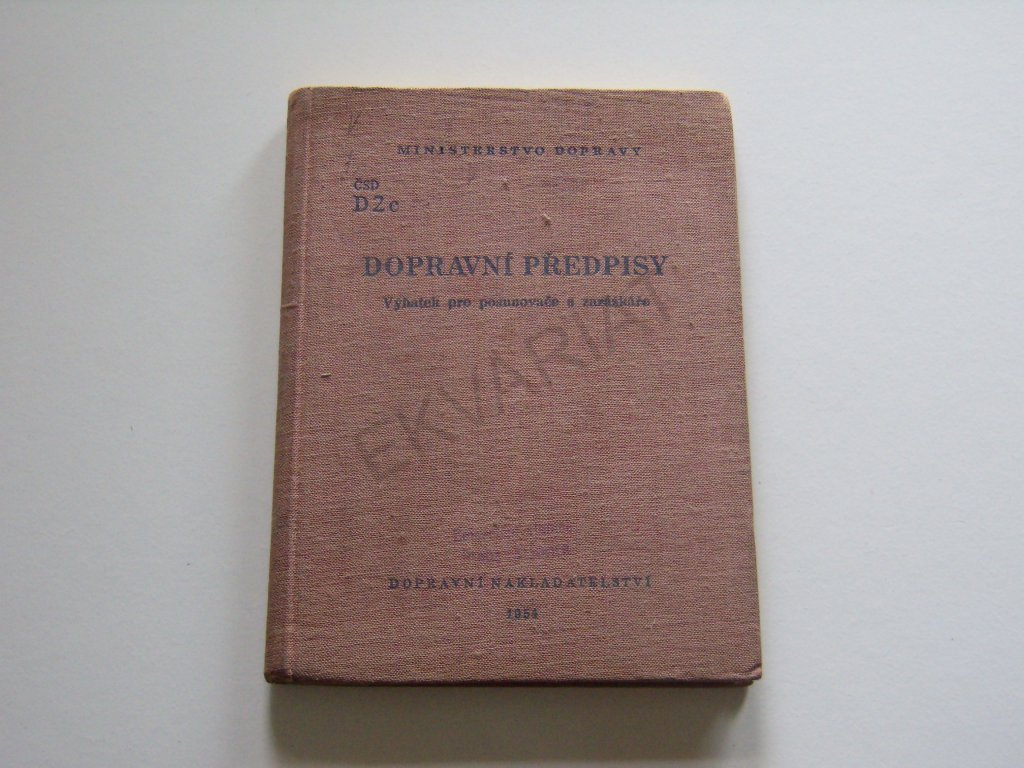 MINISTERSTVO DOPRAVY
ČSD
D2c
DOPRAVNÍ PŘEDPISY
Výňatek pro posunovače a zarážkáře
EKVARIAT
DOPRAVNÍ NAKLADATELSTVÍ
1954